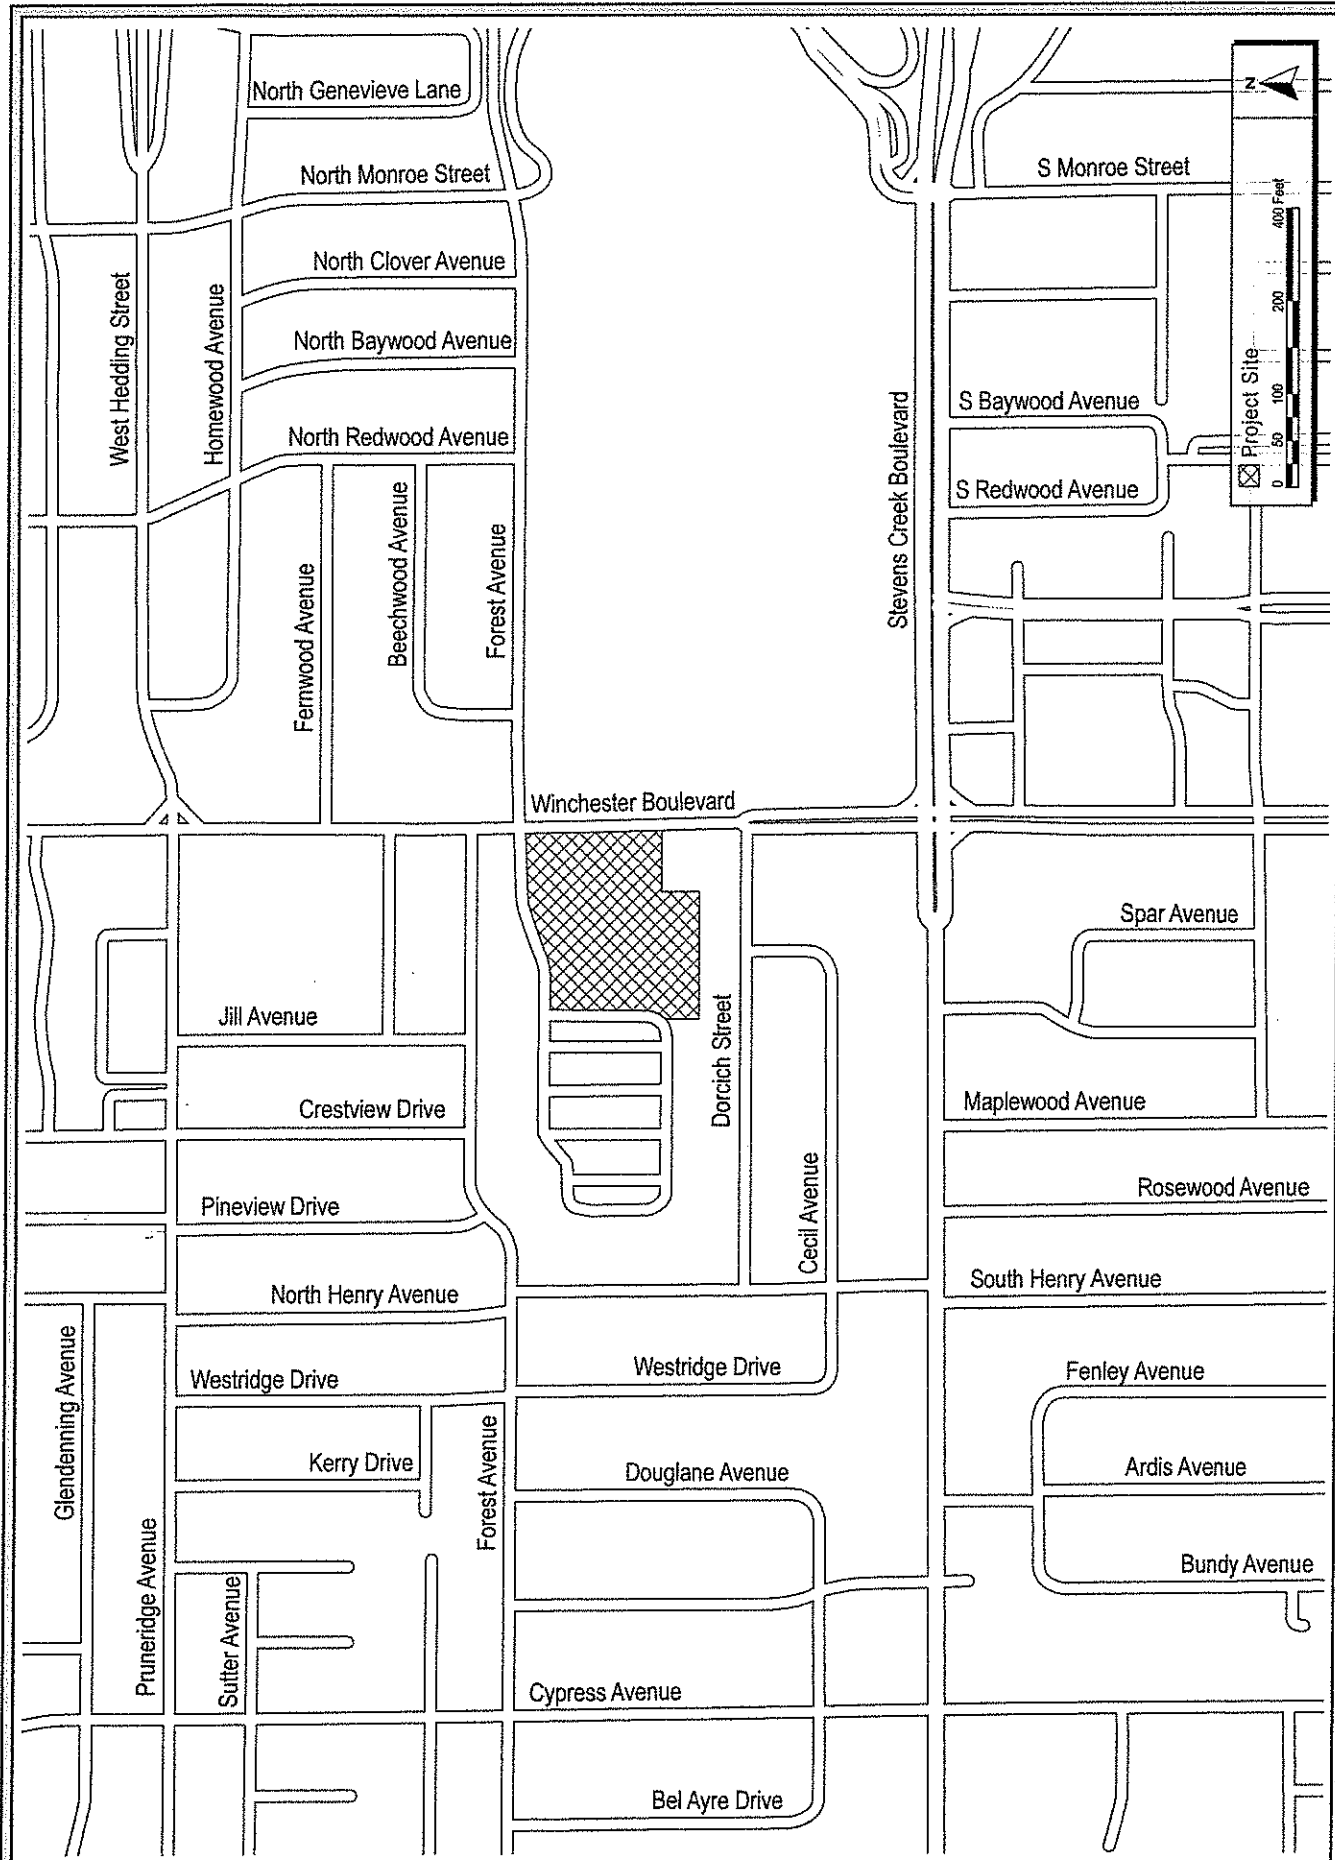 North Genevieve Lane
North Monroe Street
S Monroe Street
North Clover Avenue
West Hedding Street
Homewood Avenue
North Baywood Avenue
North Redwood Avenue
Stevens Creek Boulevard
S Baywood Avenue
S Redwood Avenue
N
Project Site
0 50 100 200 400 Feet
Fernwood Avenue
Beechwood Avenue
Forest Avenue
Winchester Boulevard
Spar Avenue
Jill Avenue
Dorcich Street
Crestview Drive
Maplewood Avenue
Pineview Drive
Cecil Avenue
Rosewood Avenue
North Henry Avenue
South Henry Avenue
Glendenning Avenue
Westridge Drive
Westridge Drive
Fenley Avenue
Kerry Drive
Forest Avenue
Douglane Avenue
Ardis Avenue
Pruneridge Avenue
Sutter Avenue
Bundy Avenue
Cypress Avenue
Bel Ayre Drive